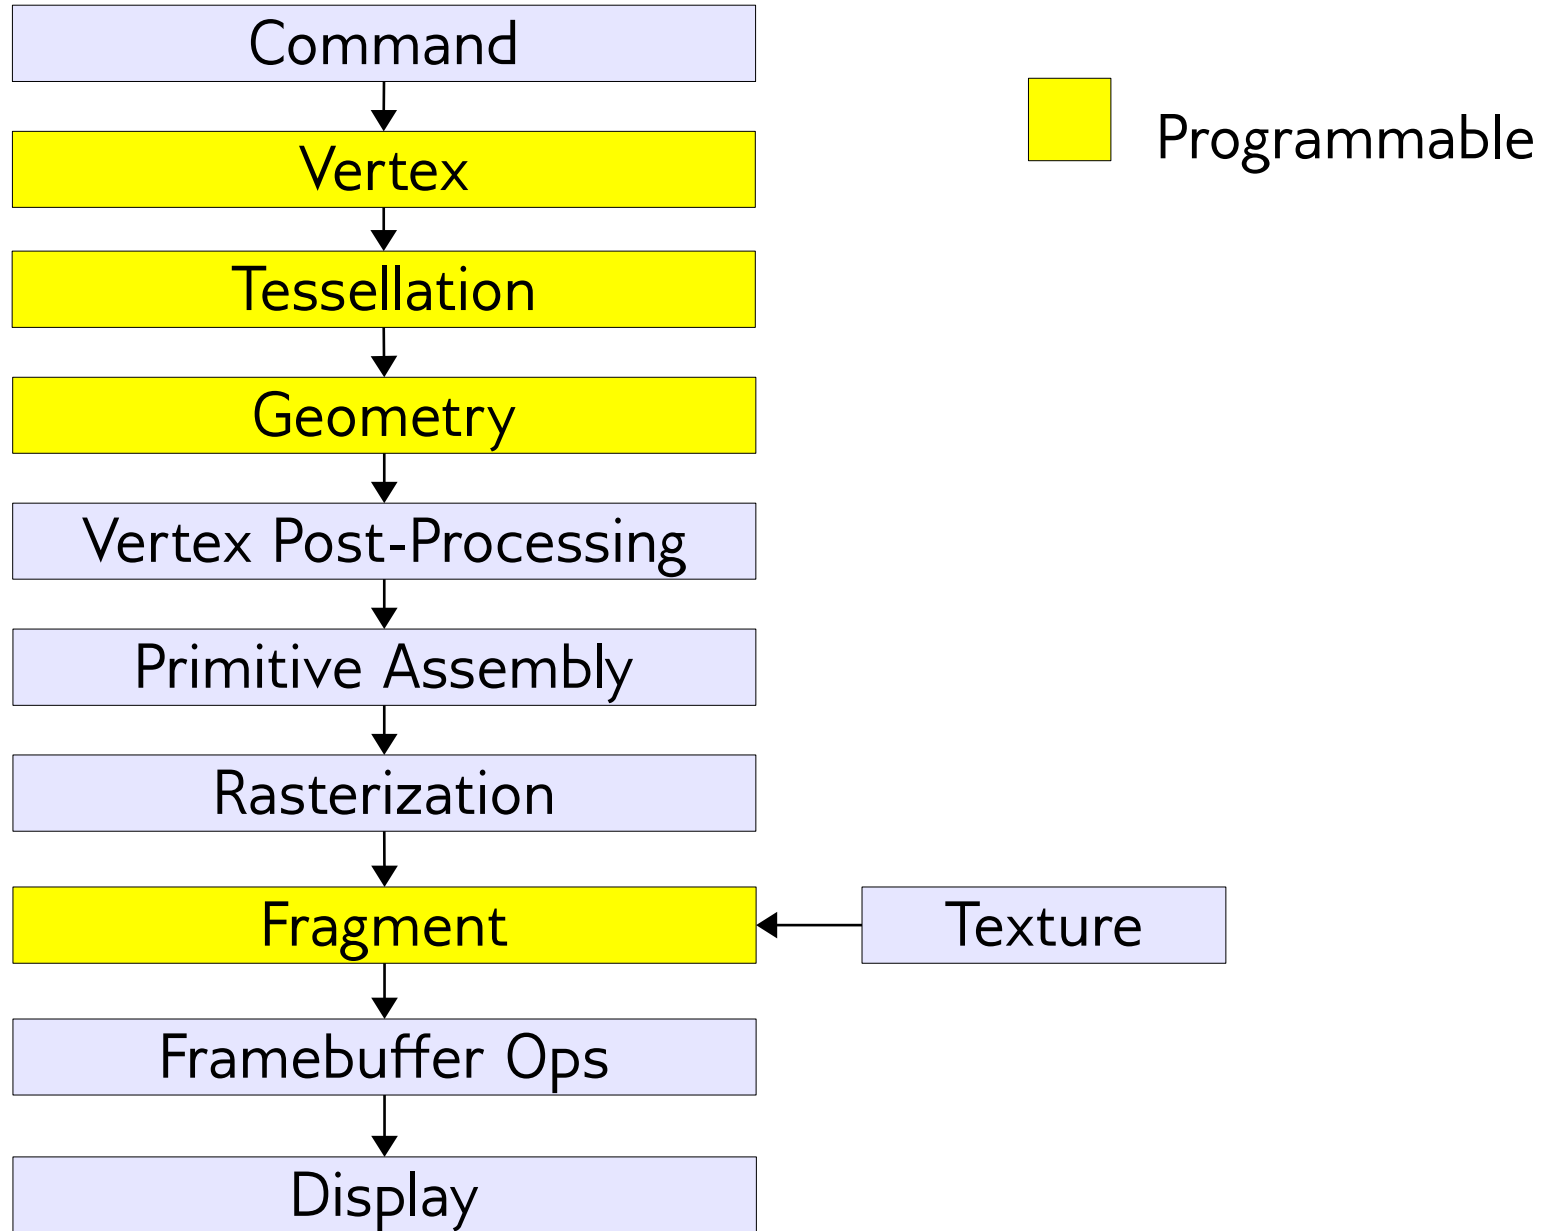 Command
Programmable
Vertex
Tessellation
Geometry
Vertex Post-Processing
Primitive Assembly
Rasterization
Fragment
Texture
Framebuffer Ops
Display